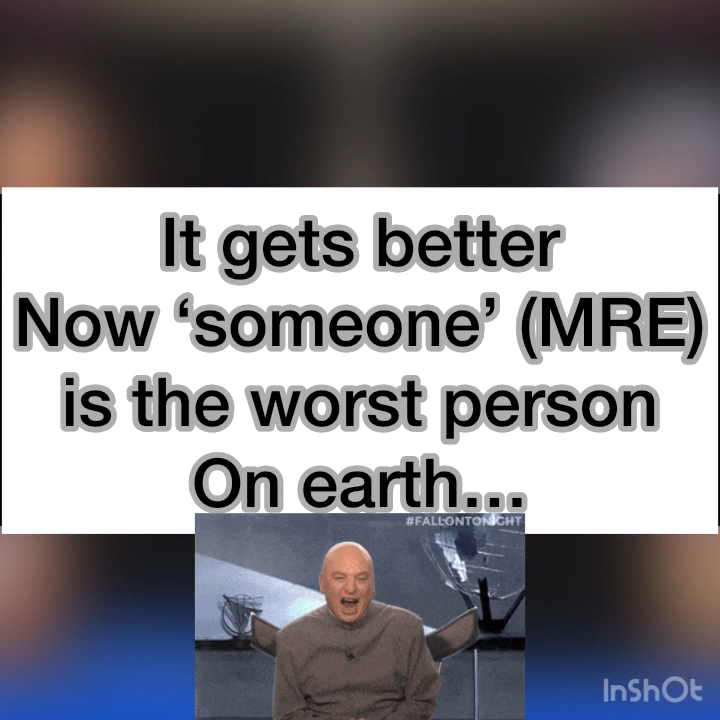 It gets better
Now ‘someone’ (MRE)
is the worst person
On earth...
#FALLONTONIGHT
InShOt